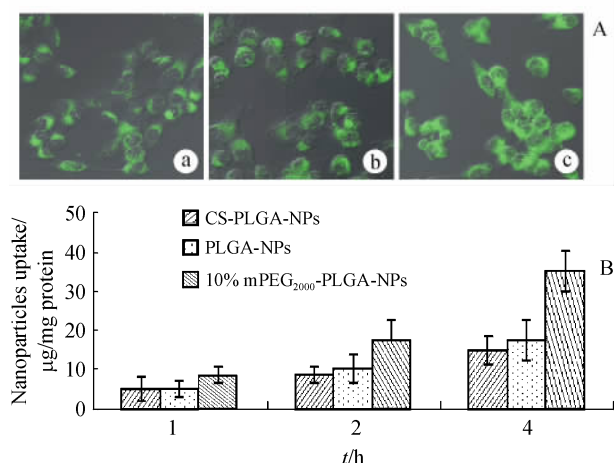 A
a b c
50
40
30
20
10
0
Nanoparticles uptake/
μg/mg protein
CS-PLGA-NPs
PLGA-NPs
10% mPEG₂₀₀₀-PLGA-NPs
B
1 2 4
t/h